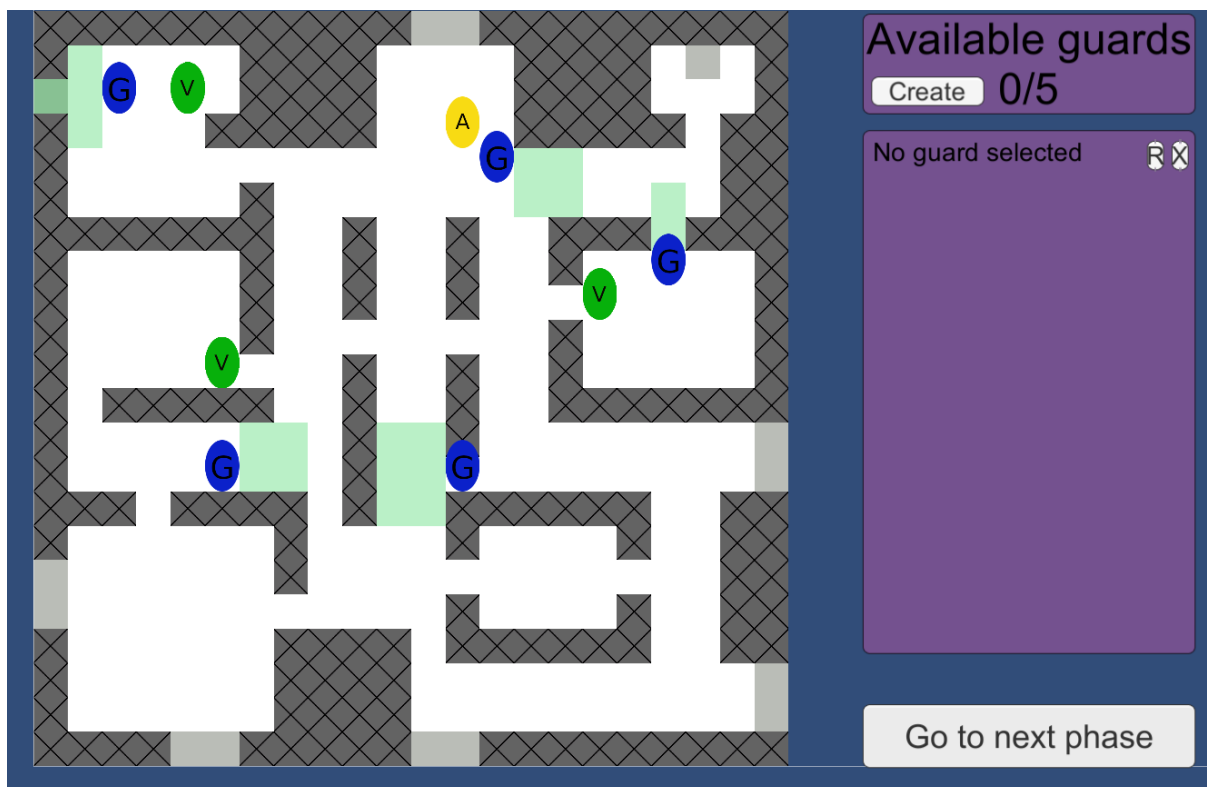 Available guards
Create 0/5
No guard selected R X
G V
A
G
G
V
V
G G
Go to next phase